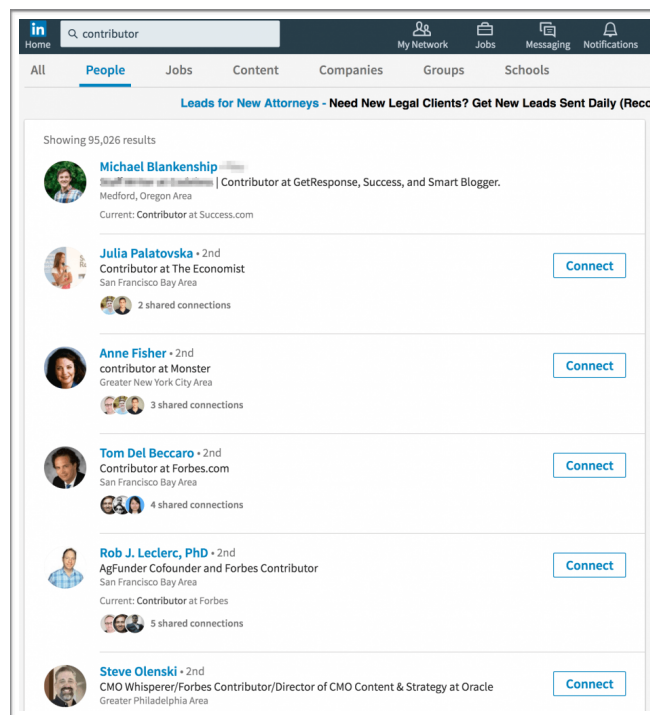 in
Home
contributor
My Network
Jobs
Messaging
Notifications
All People Jobs Content Companies Groups Schools
Leads for New Attorneys - Need New Legal Clients? Get New Leads Sent Daily (Reco
Showing 95,026 results
Michael Blankenship
| Contributor at GetResponse, Success, and Smart Blogger.
Medford, Oregon Area
Current: Contributor at Success.com
Julia Palatovska • 2nd
Contributor at The Economist
San Francisco Bay Area
2 shared connections
Connect
Anne Fisher • 2nd
contributor at Monster
Greater New York City Area
3 shared connections
Connect
Tom Del Beccaro • 2nd
Contributor at Forbes.com
San Francisco Bay Area
4 shared connections
Connect
Rob J. Leclerc, PhD • 2nd
AgFunder Cofounder and Forbes Contributor
San Francisco Bay Area
Current: Contributor at Forbes
5 shared connections
Connect
Steve Olenski • 2nd
CMO Whisperer/Forbes Contributor/Director of CMO Content & Strategy at Oracle
Greater Philadelphia Area
Connect